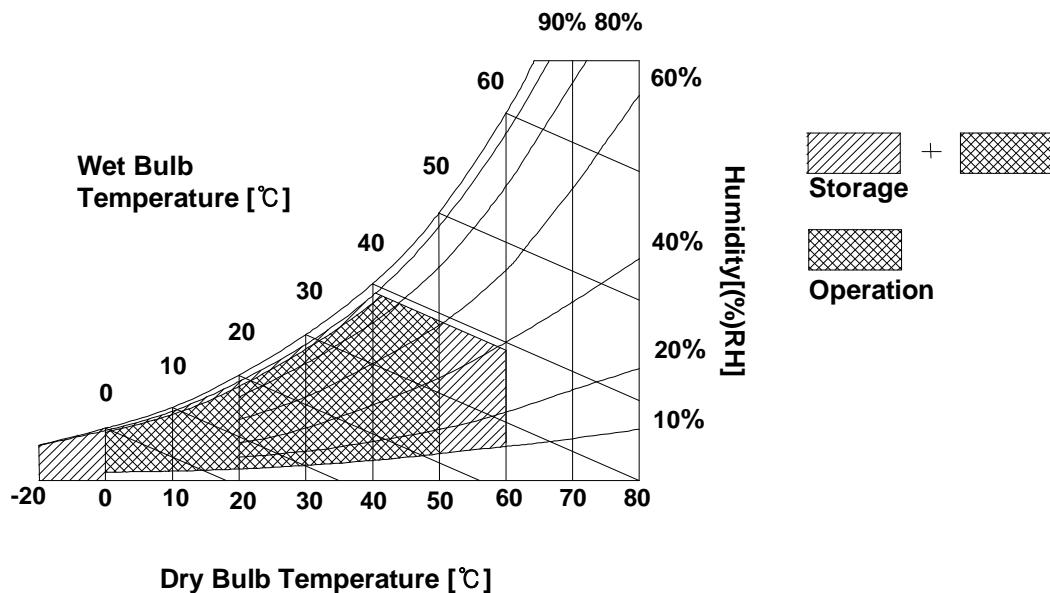 90% 80%
60
60%
Wet Bulb
Temperature [℃]
50
40
30
20
10
0
Humidity[(%)RH]
40%
20%
10%
+
Storage
Operation
-20 0 10 20 30 40 50 60 70 80
Dry Bulb Temperature [℃]